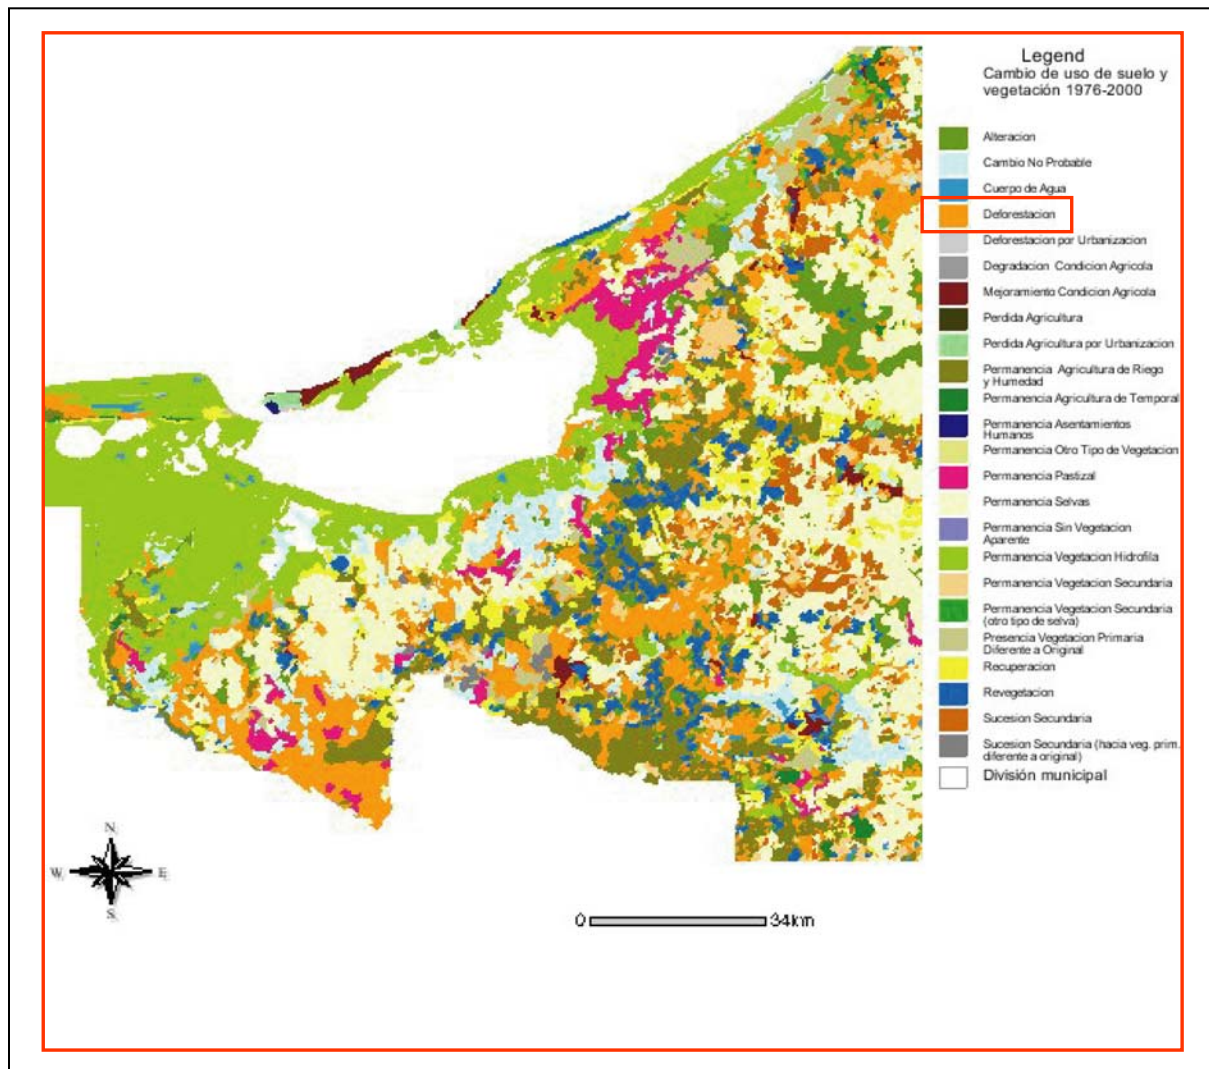 Legend
Cambio de uso de suelo y
vegetación 1976-2000
Alteracion
Cambio No Probable
Cuerpo de Agua
Deforestacion
Deforestacion por Urbanizacion
Degradacion Condicion Agricola
Mejoramiento Condicion Agricola
Perdida Agricultura
Perdida Agricultura por Urbanizacion
Permanencia Agricultura de Riego
y Humedad
Permanencia Agricultura de Temporal
Permanencia Asentamientos
Humanos
Permanencia Otro Tipo de Vegetacion
Permanencia Pastizal
Permanencia Selvas
Permanencia Sin Vegetacion
Aparente
Permanencia Vegetacion Hidrofila
Permanencia Vegetacion Secundaria
Permanencia Vegetacion Secundaria
(otro tipo de selva)
Presencia Vegetacion Primaria
Diferente a Original
Recuperacion
Revegetacion
Sucesion Secundaria
Sucesion Secundaria (hacia veg. prim.
diferente a original)
División municipal
N
W E
S
0 34km